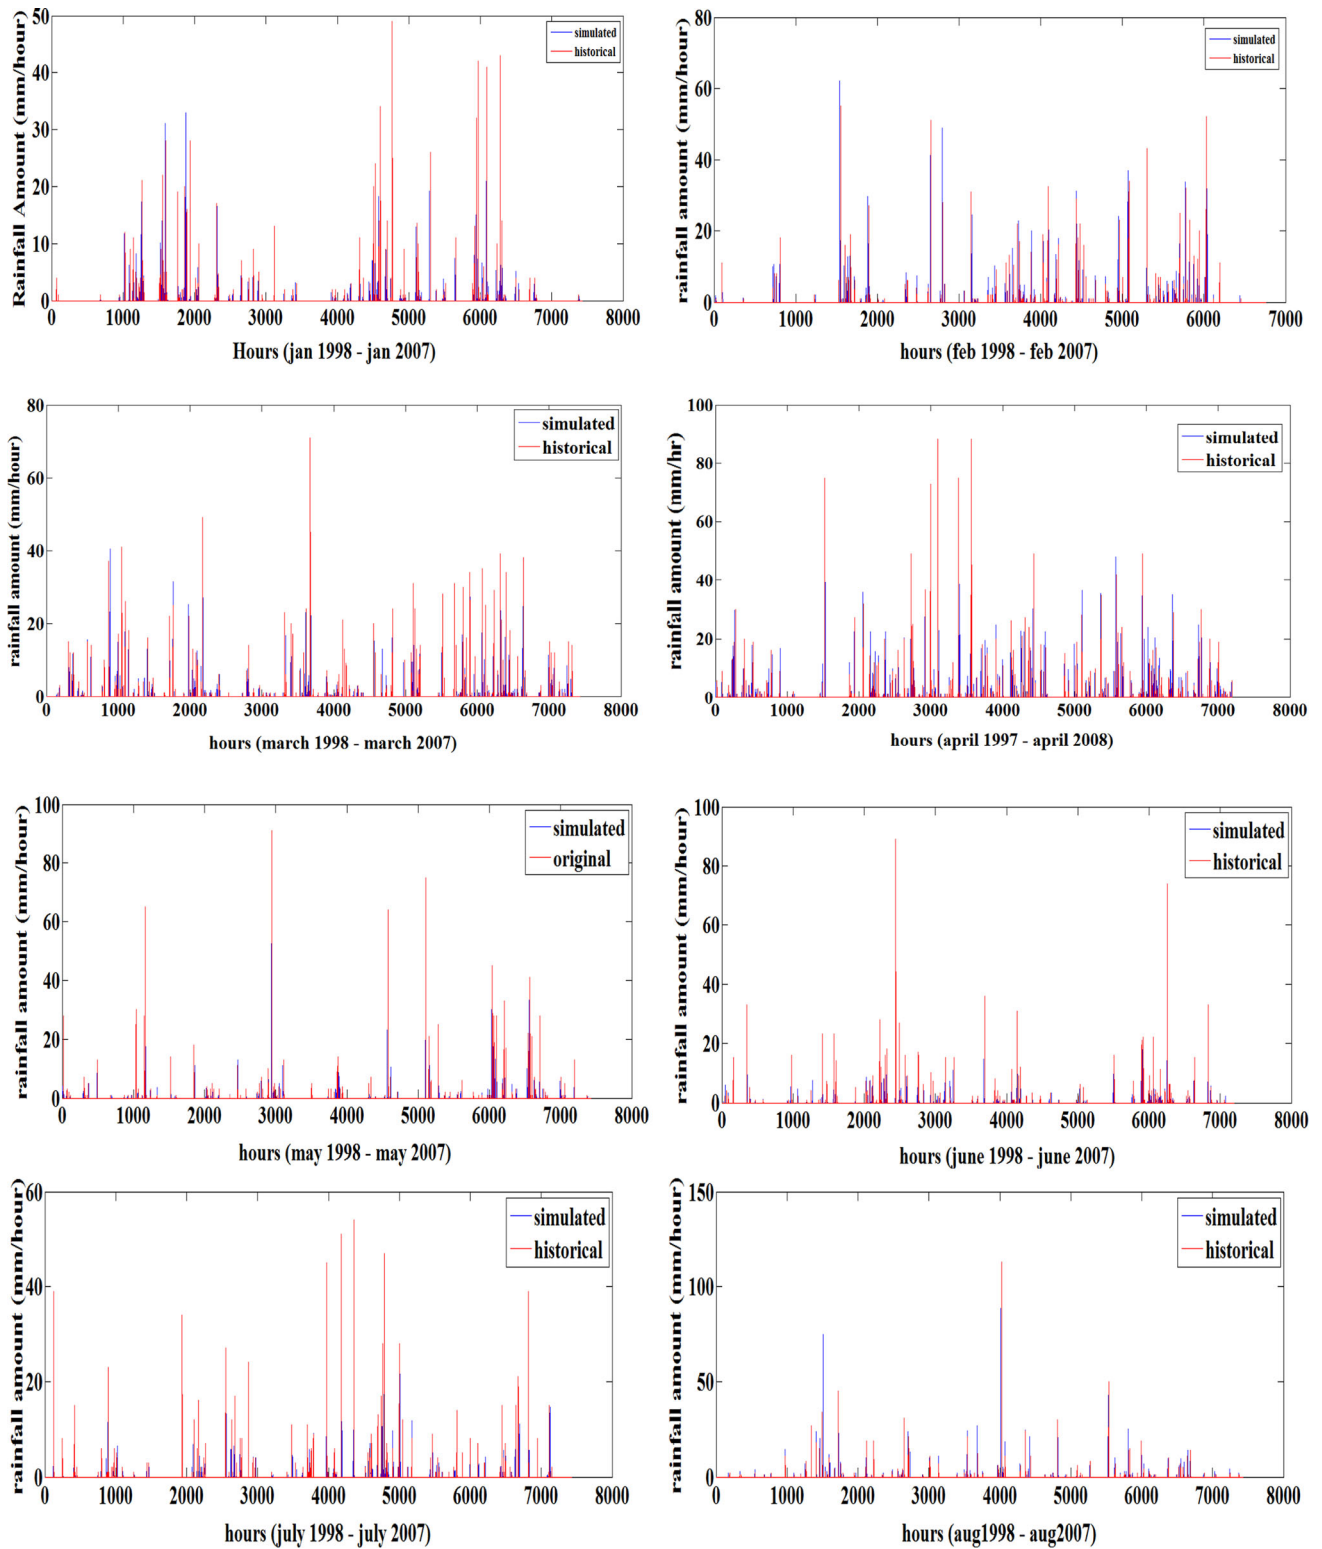 Rainfall Amount (mm/hour)
50
40
30
20
10
0
0 1000 2000 3000 4000 5000 6000 7000 8000
Hours (jan 1998 - jan 2007)
simulated
historical
rainfall amount (mm/hour)
80
60
40
20
0
0 1000 2000 3000 4000 5000 6000 7000
hours (feb 1998 - feb 2007)
simulated
historical
rainfall amount (mm/hour)
80
60
40
20
0
0 1000 2000 3000 4000 5000 6000 7000 8000
hours (march 1998 - march 2007)
simulated
historical
rainfall amount (mm/hr)
100
80
60
40
20
0
0 1000 2000 3000 4000 5000 6000 7000 8000
hours (april 1997 - april 2008)
simulated
historical
rainfall amount (mm/hour)
100
80
60
40
20
0
0 1000 2000 3000 4000 5000 6000 7000 8000
hours (may 1998 - may 2007)
simulated
original
rainfall amount (mm/hour)
100
80
60
40
20
0
0 1000 2000 3000 4000 5000 6000 7000 8000
hours (june 1998 - june 2007)
simulated
historical
rainfall amount (mm/hour)
60
40
20
0
0 1000 2000 3000 4000 5000 6000 7000 8000
hours (july 1998 - july 2007)
simulated
historical
rainfall amount (mm/hour)
150
100
50
0
0 1000 2000 3000 4000 5000 6000 7000 8000
hours (aug1998 - aug2007)
simulated
historical